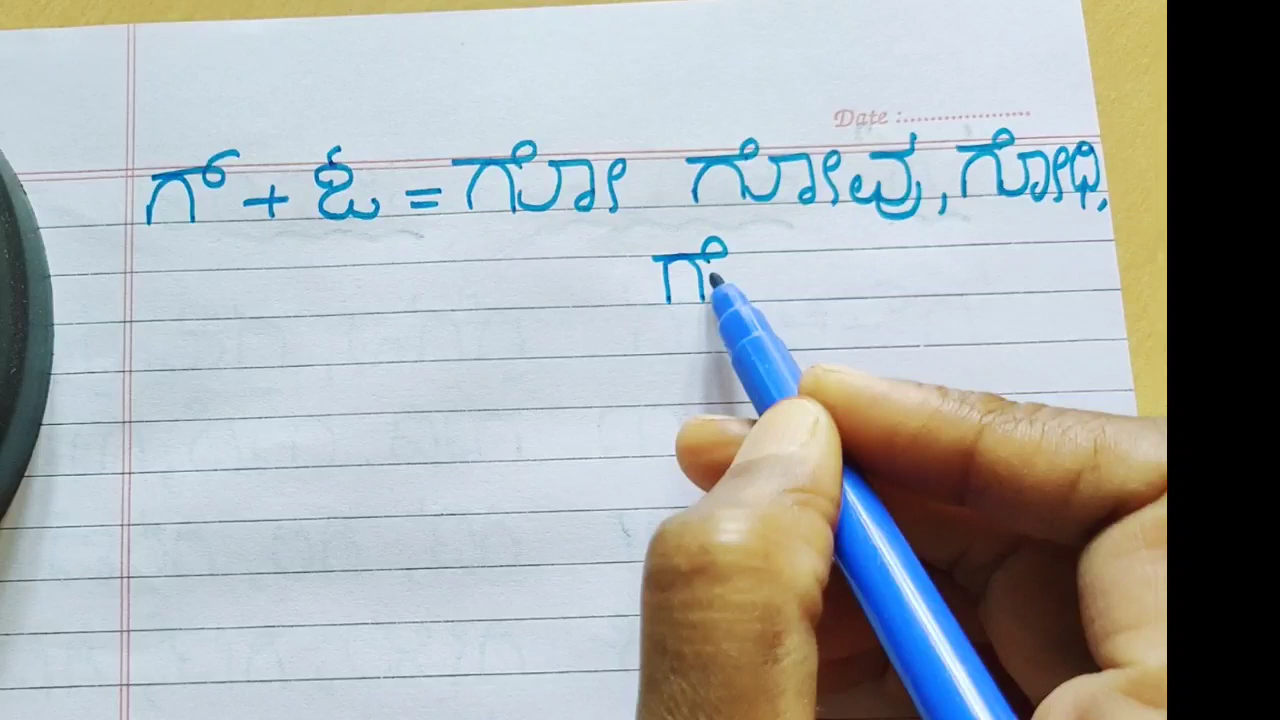 Date :..................
ಗ್ + ಓ = ಗೋ ಗೋವು, ಗೋಧಿ,
ಗೆ